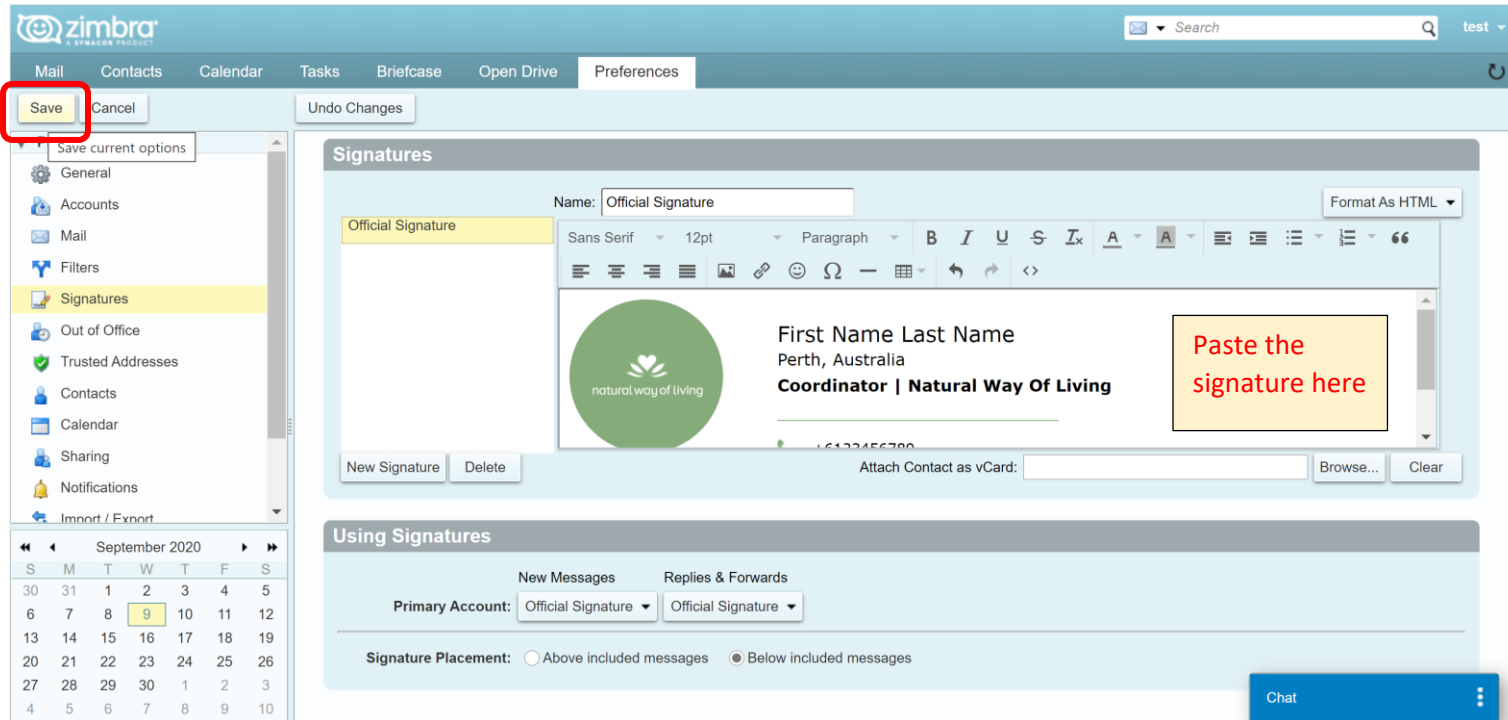 zimbra
A SYNACOR PRODUCT
Search
test
Mail Contacts Calendar Tasks Briefcase Open Drive Preferences
Save Cancel Undo Changes
Save current options
General
Accounts
Mail
Filters
Signatures
Out of Office
Trusted Addresses
Contacts
Calendar
Sharing
Notifications
Import / Export
September 2020
S M T W T F S
30 31 1 2 3 4 5
6 7 8 9 10 11 12
13 14 15 16 17 18 19
20 21 22 23 24 25 26
27 28 29 30 1 2 3
4 5 6 7 8 9 10
Signatures
Name: Official Signature
Format As HTML
Official Signature
Sans Serif 12pt Paragraph B I U S Tx A A
Ω
natural way of living
First Name Last Name
Perth, Australia
Coordinator | Natural Way Of Living
+6123456789
Paste the
signature here
New Signature Delete
Attach Contact as vCard: Browse... Clear
Using Signatures
New Messages Replies & Forwards
Primary Account: Official Signature Official Signature
Signature Placement: Above included messages Below included messages
Chat